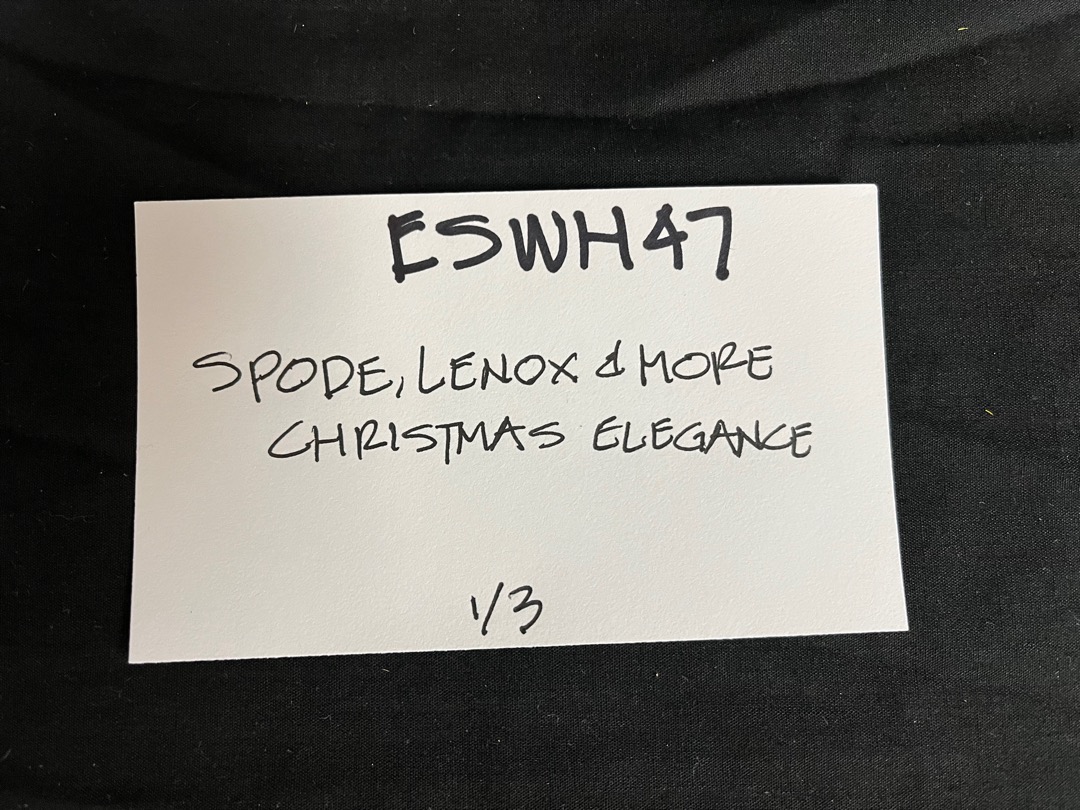 ESWH47
SPODE, LENOX & MORE
CHRISTMAS ELEGANCE
1/3